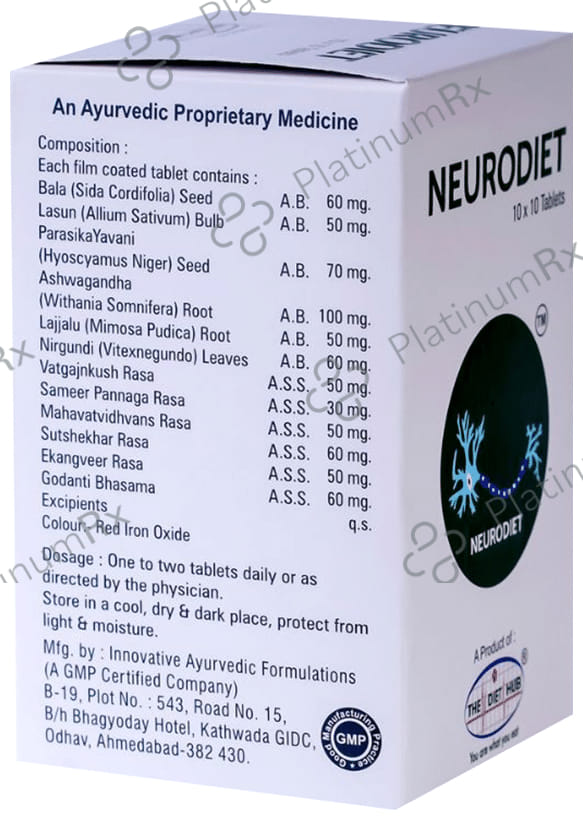 NEURODIET
An Ayurvedic Proprietary Medicine
Composition :
Each film coated tablet contains :
Bala (Sida Cordifolia) Seed A.B. 60 mg.
Lasun (Allium Sativum) Bulb A.B. 50 mg.
ParasikaYavani
(Hyoscyamus Niger) Seed A.B. 70 mg.
Ashwagandha
(Withania Somnifera) Root A.B. 100 mg.
Lajjalu (Mimosa Pudica) Root A.B. 50 mg.
Nirgundi (Vitexnegundo) Leaves A.B. 60 mg.
Vatgajnkush Rasa A.S.S. 50 mg.
Sameer Pannaga Rasa A.S.S. 30 mg.
Mahavatvidhvans Rasa A.S.S. 50 mg.
Sutshekhar Rasa A.S.S. 60 mg.
Ekangveer Rasa A.S.S. 50 mg.
Godanti Bhasama A.S.S. 60 mg.
Excipients q.s.
Colour:- Red Iron Oxide
Dosage : One to two tablets daily or as
directed by the physician.
Store in a cool, dry & dark place, protect from
light & moisture.
Mfg. by : Innovative Ayurvedic Formulations
(A GMP Certified Company)
B-19, Plot No. : 543, Road No. 15,
B/h Bhagyoday Hotel, Kathwada GIDC,
Odhav, Ahmedabad-382 430.
Good Manufacturing Practice
GMP
NEURODIET
10 x 10 Tablets
TM
NEURODIET
A Product of :
THE DIET HUB ®
You are what you eat
PlatinumRx
PlatinumRx
PlatinumRx
PlatinumRx
PlatinumRx